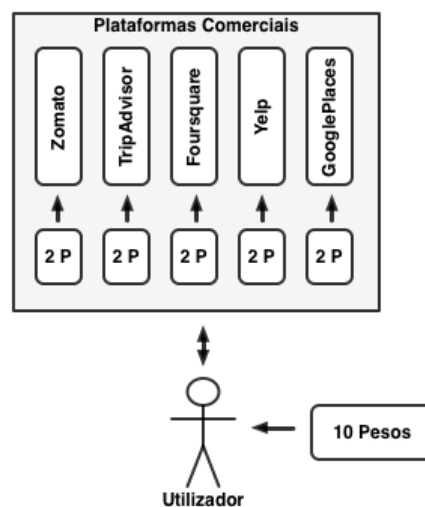 Plataformas Comerciais
Zomato
TripAdvisor
Foursquare
Yelp
GooglePlaces
2 P
2 P
2 P
2 P
2 P
10 Pesos
Utilizador